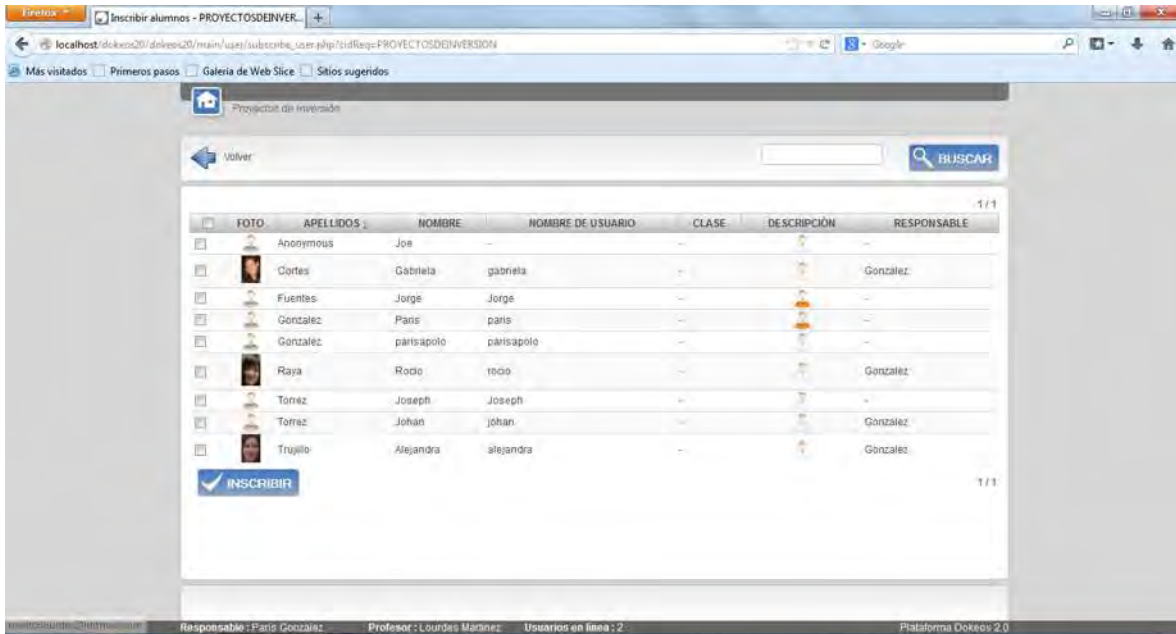 Firefox
Inscribir alumnos - PROYECTOSDEINVER...
localhost/dokeos20/dokeos20/main/user/subscribe_user.php?cidReq=PROYECTOSDEINVERSION
Google
Más visitados Primeros pasos Galeria de Web Slice Sitios sugeridos
Volver
BUSCAR
1 / 1
FOTO APELLIDOS NOMBRE NOMBRE DE USUARIO CLASE DESCRIPCIÓN RESPONSABLE
Anonymous Joe - - -
Cortes Gabriela gabriela - Gonzalez
Fuentes Jorge Jorge - -
Gonzalez Paris paris - -
Gonzalez parisapolo parisapolo - -
Raya Rocio rocio - Gonzalez
Torrez Joseph Joseph - -
Torrez Johan johan - Gonzalez
Trujillo Alejandra alejandra - Gonzalez
INSCRIBIR
1 / 1
Responsable : Paris Gonzalez Profesor : Lourdes Martinez Usuarios en línea : 2 Plataforma Dokeos 2.0